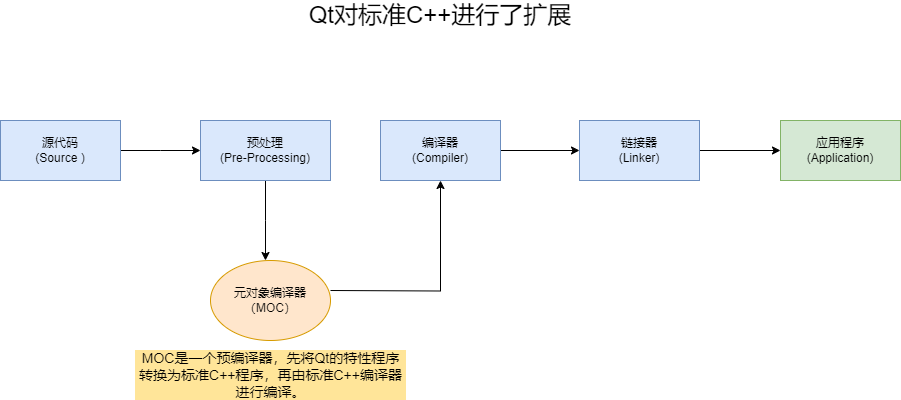 Qt对标准C++进行了扩展
源代码
(Source )
预处理
(Pre-Processing)
编译器
(Compiler)
链接器
(Linker)
应用程序
(Application)
元对象编译器
（MOC）
MOC是一个预编译器，先将Qt的特性程序
转换为标准C++程序，再由标准C++编译器
进行编译。